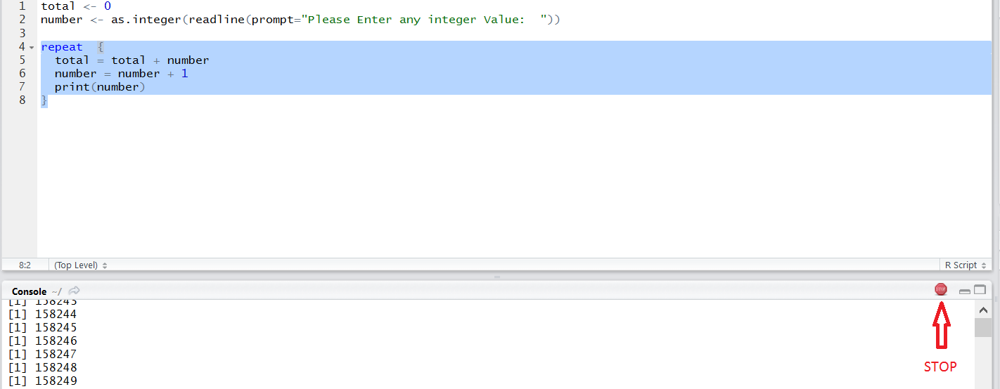 1 total <- 0
2 number <- as.integer(readline(prompt="Please Enter any integer Value:  "))
3
4 repeat  {
5   total = total + number
6   number = number + 1
7   print(number)
8 }
8:2 (Top Level) R Script
Console ~/ STOP
[1] 158243
[1] 158244
[1] 158245
[1] 158246
[1] 158247
[1] 158248
STOP
[1] 158249